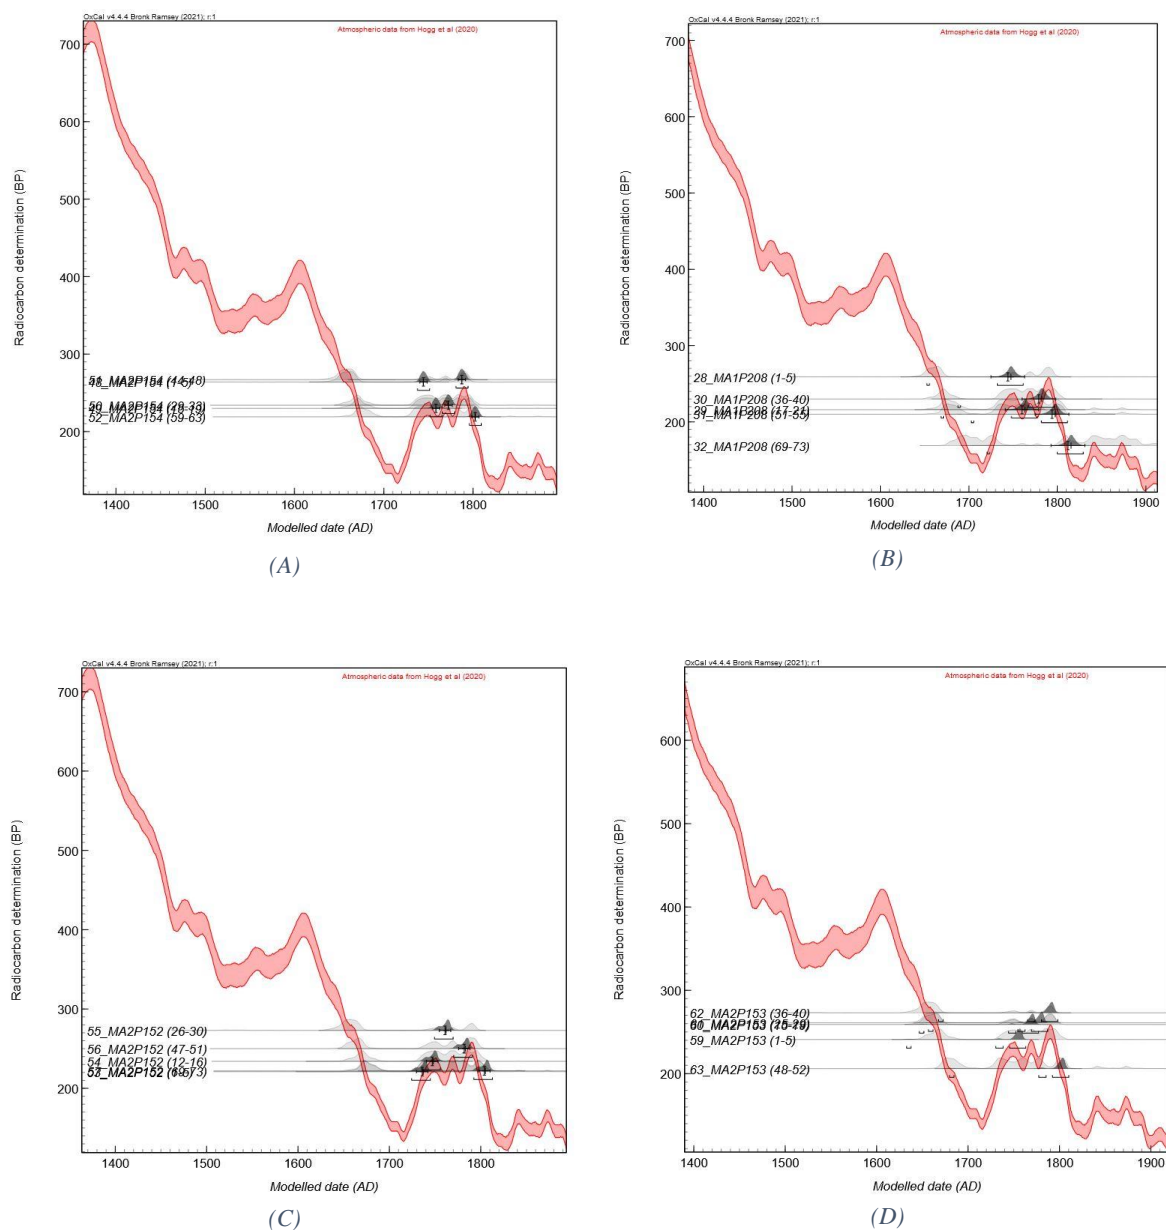 OxCal v4.4.4 Bronk Ramsey (2021); r:1
Atmospheric data from Hogg et al (2020)
Radiocarbon determination (BP)
700
600
500
400
300
200
50_MA2P154 (29-33)
52_MA2P154 (59-63)
1400 1500 1600 1700 1800
Modelled date (AD)
(A)
OxCal v4.4.4 Bronk Ramsey (2021); r:1
Atmospheric data from Hogg et al (2020)
Radiocarbon determination (BP)
700
600
500
400
300
200
28_MA1P208 (1-5)
30_MA1P208 (36-40)
29_MA1P208 (17-21)
31_MA1P208 (51-55)
32_MA1P208 (69-73)
1400 1500 1600 1700 1800 1900
Modelled date (AD)
(B)
OxCal v4.4.4 Bronk Ramsey (2021); r:1
Atmospheric data from Hogg et al (2020)
Radiocarbon determination (BP)
700
600
500
400
300
200
55_MA2P152 (26-30)
56_MA2P152 (47-51)
54_MA2P152 (12-16)
1400 1500 1600 1700 1800
Modelled date (AD)
(C)
OxCal v4.4.4 Bronk Ramsey (2021); r:1
Atmospheric data from Hogg et al (2020)
Radiocarbon determination (BP)
600
500
400
300
200
62_MA2P153 (36-40)
59_MA2P153 (1-5)
63_MA2P153 (48-52)
1400 1500 1600 1700 1800 1900
Modelled date (AD)
(D)